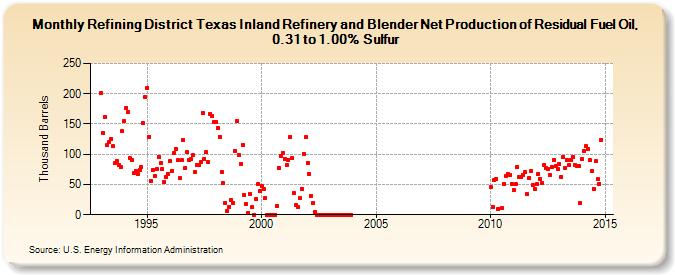 Monthly Refining District Texas Inland Refinery and Blender Net Production of Residual Fuel Oil,
0.31 to 1.00% Sulfur
Thousand Barrels
250
200
150
100
50
0
1995
2000
2005
2010
2015
Source: U.S. Energy Information Administration